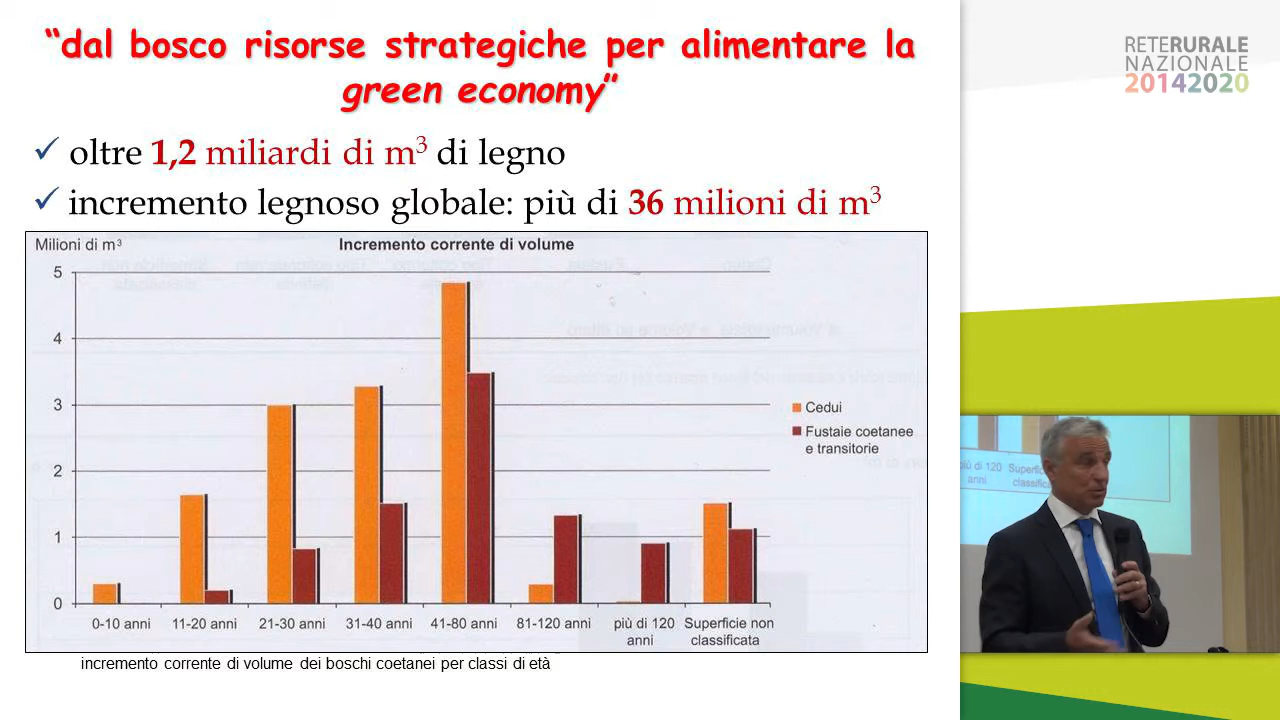 “dal bosco risorse strategiche per alimentare la
green economy”
✓ oltre 1,2 miliardi di m³ di legno
✓ incremento legnoso globale: più di 36 milioni di m³
Milioni di m³
Incremento corrente di volume
5
4
3
2
1
0
0-10 anni 11-20 anni 21-30 anni 31-40 anni 41-80 anni 81-120 anni più di 120 Superficie non
anni classificata
Cedui
Fustaie coetanee
e transitorie
incremento corrente di volume dei boschi coetanei per classi di età
RETERURALE
NAZIONALE
20142020
più di 120
anni